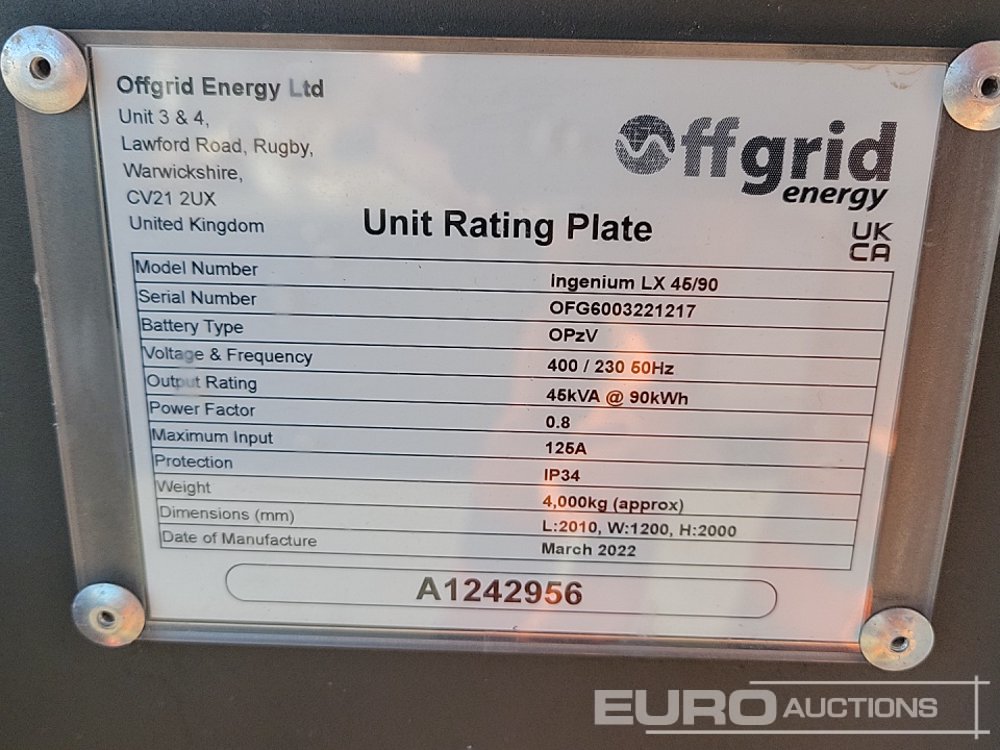 Offgrid Energy Ltd
Unit 3 & 4,
Lawford Road, Rugby,
Warwickshire,
CV21 2UX
United Kingdom
Offgrid
energy
Unit Rating Plate
UK
CA
Model Number Ingenium LX 45/90
Serial Number OFG6003221217
Battery Type OPzV
Voltage & Frequency 400 / 230 50Hz
Output Rating 45kVA @ 90kWh
Power Factor 0.8
Maximum Input 125A
Protection IP34
Weight 4,000kg (approx)
Dimensions (mm) L:2010, W:1200, H:2000
Date of Manufacture March 2022
A1242956
EURO AUCTIONS